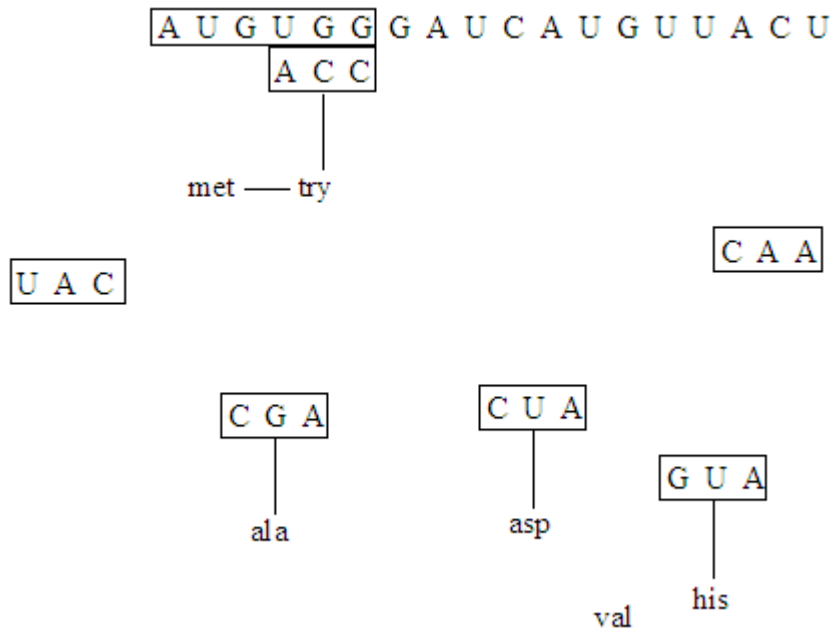 A U G U G G G A U C A U G U U A C U
A C C
met try
C A A
U A C
C G A
C U A
G U A
ala
asp
his
val